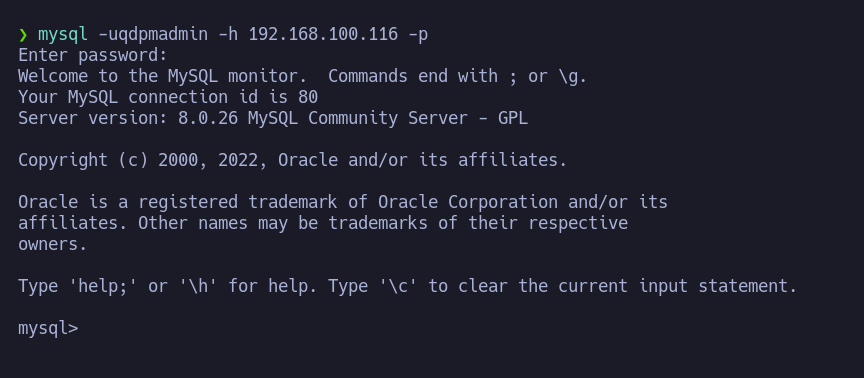 ❯ mysql -uqdpmadmin -h 192.168.100.116 -p
Enter password:
Welcome to the MySQL monitor.  Commands end with ; or \g.
Your MySQL connection id is 80
Server version: 8.0.26 MySQL Community Server - GPL
Copyright (c) 2000, 2022, Oracle and/or its affiliates.
Oracle is a registered trademark of Oracle Corporation and/or its
affiliates. Other names may be trademarks of their respective
owners.
Type 'help;' or '\h' for help. Type '\c' to clear the current input statement.
mysql>